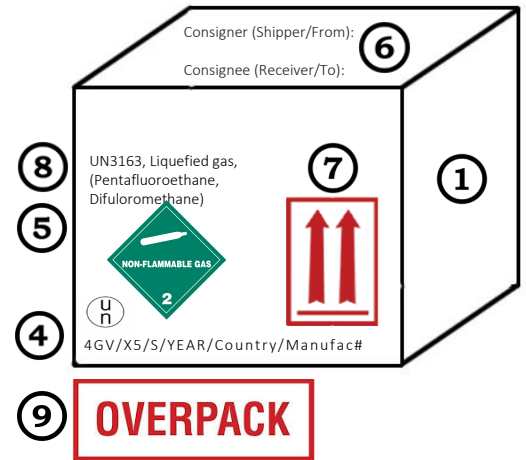 Consigner (Shipper/From):
6
Consignee (Receiver/To):
8
UN3163, Liquefied gas,
(Pentafluoroethane,
Difuloromethane)
7
1
5
NON-FLAMMABLE GAS
2
un
4
4GV/X5/S/YEAR/Country/Manufac#
9
OVERPACK